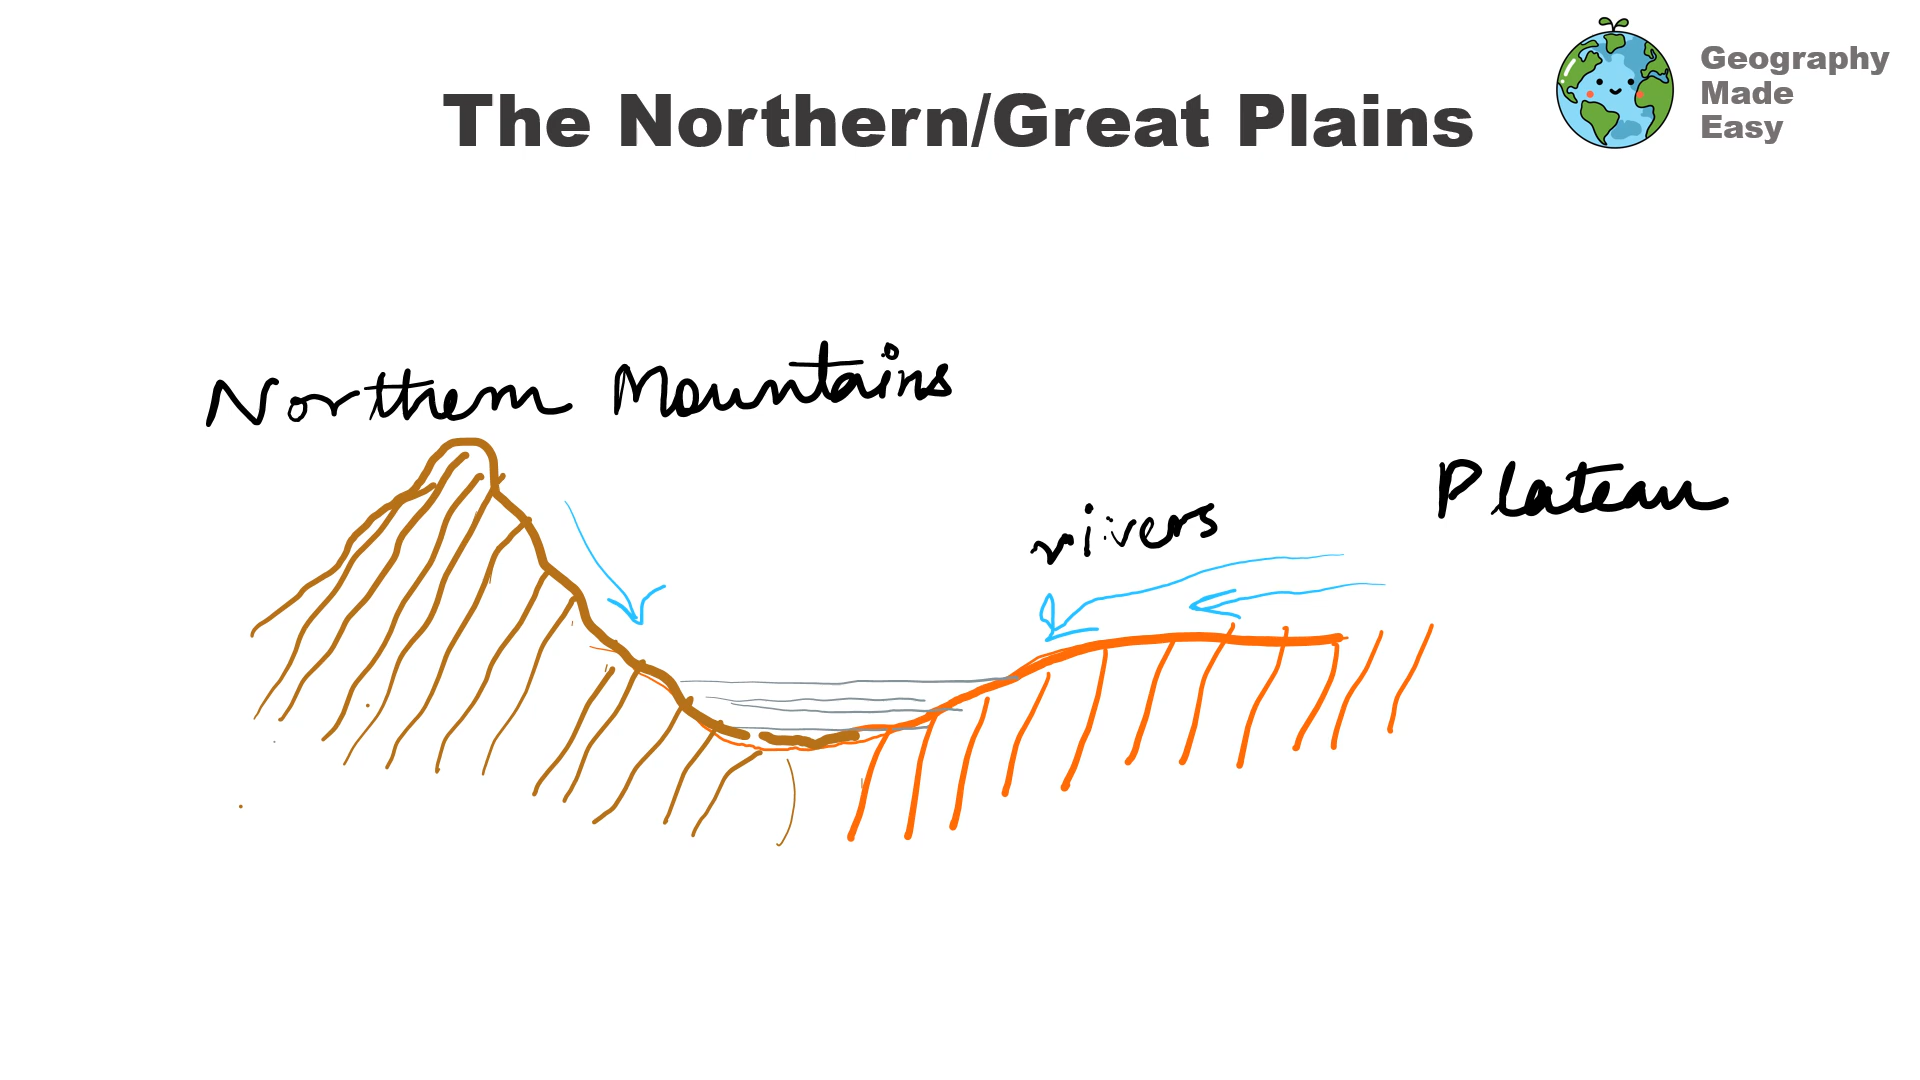 The Northern/Great Plains
Geography
Made
Easy
Northern Mountains
Plateau
rivers